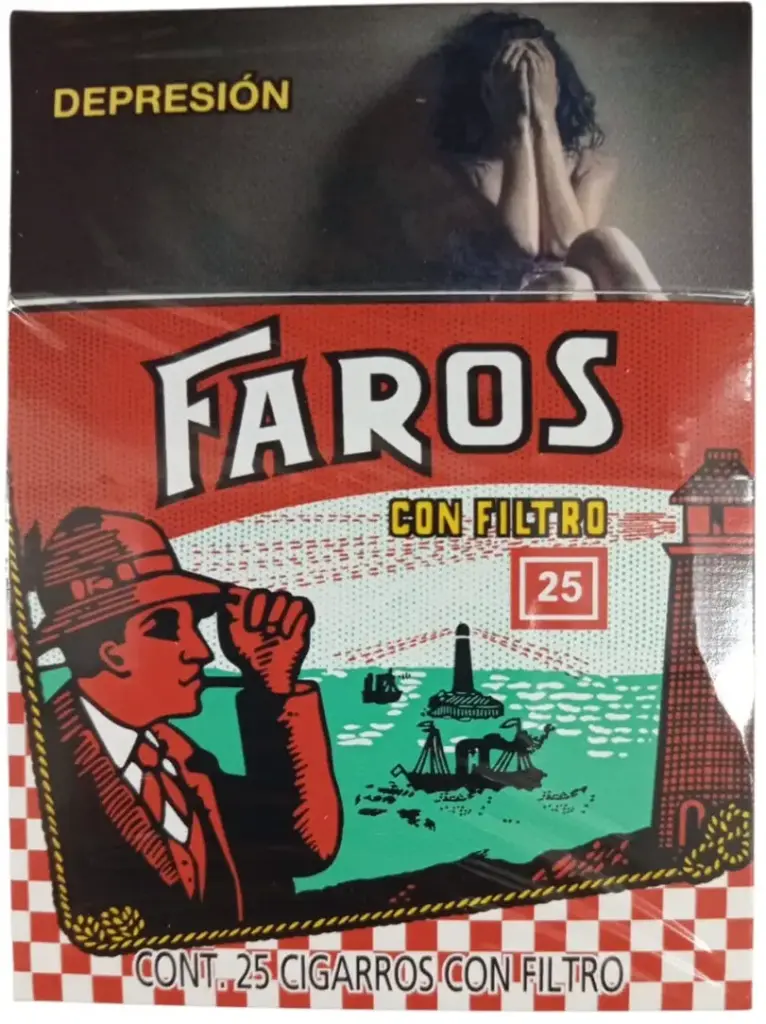 DEPRESIÓN
FAROS
CON FILTRO
25
CONT. 25 CIGARROS CON FILTRO